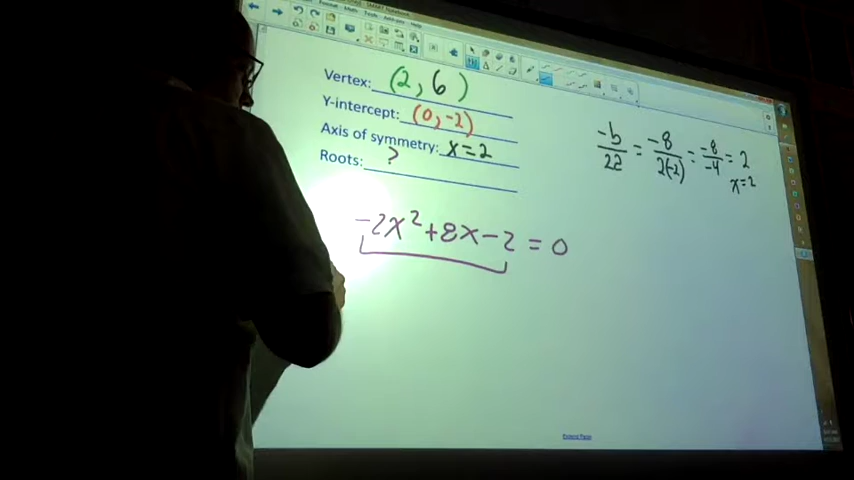 Vertex: (2, 6)
Y-intercept: (0, -2)
Axis of symmetry: x=2
Roots: ?
-b/22 = -8/2(-2) = -8/-4 = 2
x=2
-2x²+8x-2 = 0